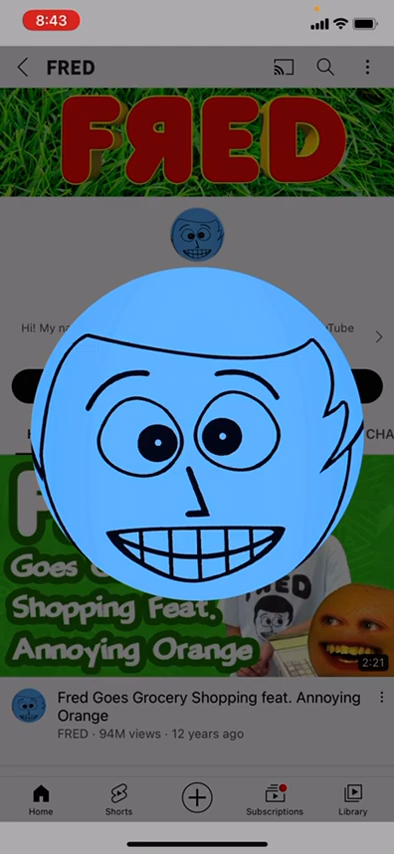 8:43
FRED
FRED
Hi! My
Tube
CHA
Goes
Shopping Feat.
Annoying Orange
2:21
Fred Goes Grocery Shopping feat. Annoying
Orange
FRED · 94M views · 12 years ago
Home
Shorts
Subscriptions
Library